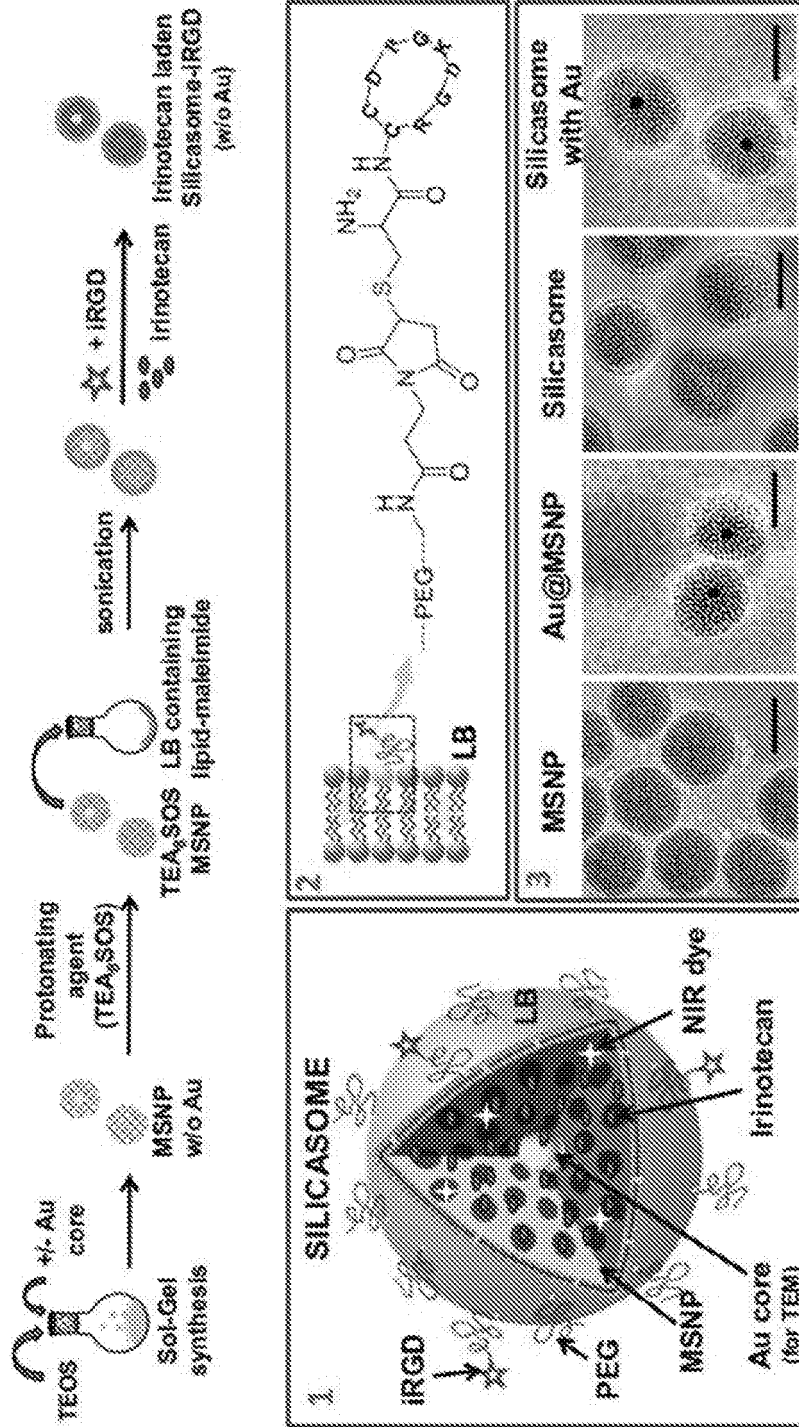 TEOS
+/- Au
core
Sol-Gel
synthesis
MSNP
w/o Au
Protonating
agent
(TEA₈SOS)
TEA₈SOS
MSNP
LB containing
lipid-maleimide
sonication
+ iRGD
Irinotecan
Irinotecan laden
Silicasome-iRGD
(w/o Au)
1
SILICASOME
iRGD
PEG
MSNP
Au core
(for TEM)
LB
NIR dye
Irinotecan
2
LB
PEG
H
N
O
N
O
O
S
NH₂
O
H
N
C
C
D
K
G
K
D
G
R
3
MSNP
Au@MSNP
Silicasome
Silicasome
with Au